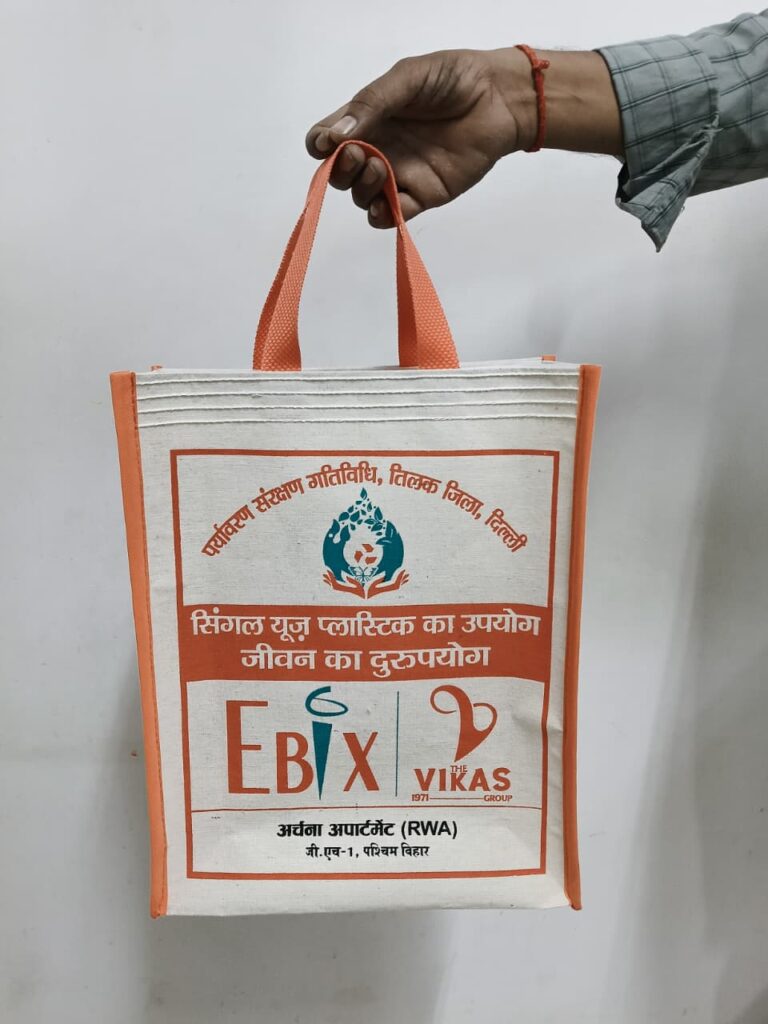 पर्यावरण संरक्षण गतिविधि, तिलक जिला, दिल्ली
सिंगल यूज़ प्लास्टिक का उपयोग
जीवन का दुरुपयोग
EBIX
THE
VIKAS
1971 GROUP
अर्चना अपार्टमेंट (RWA)
जी.एच-1, पश्चिम विहार